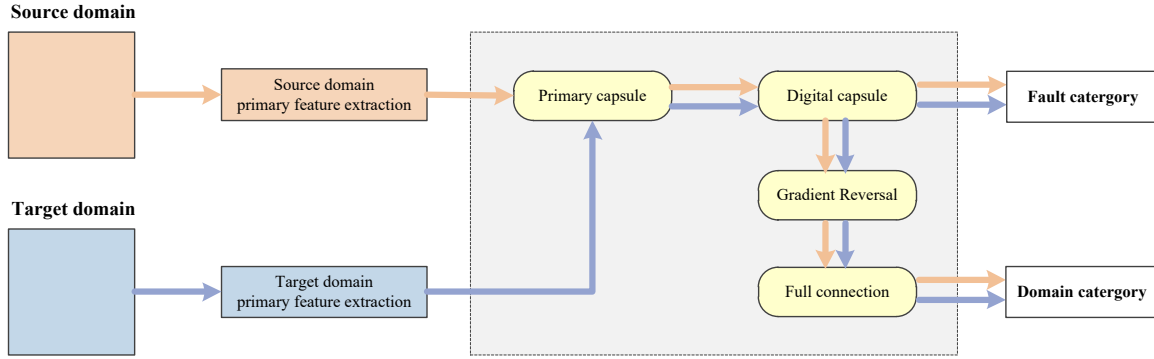 Source domain
Source domain
primary feature extraction
Primary capsule
Digital capsule
Fault catergory
Gradient Reversal
Target domain
Target domain
primary feature extraction
Full connection
Domain catergory